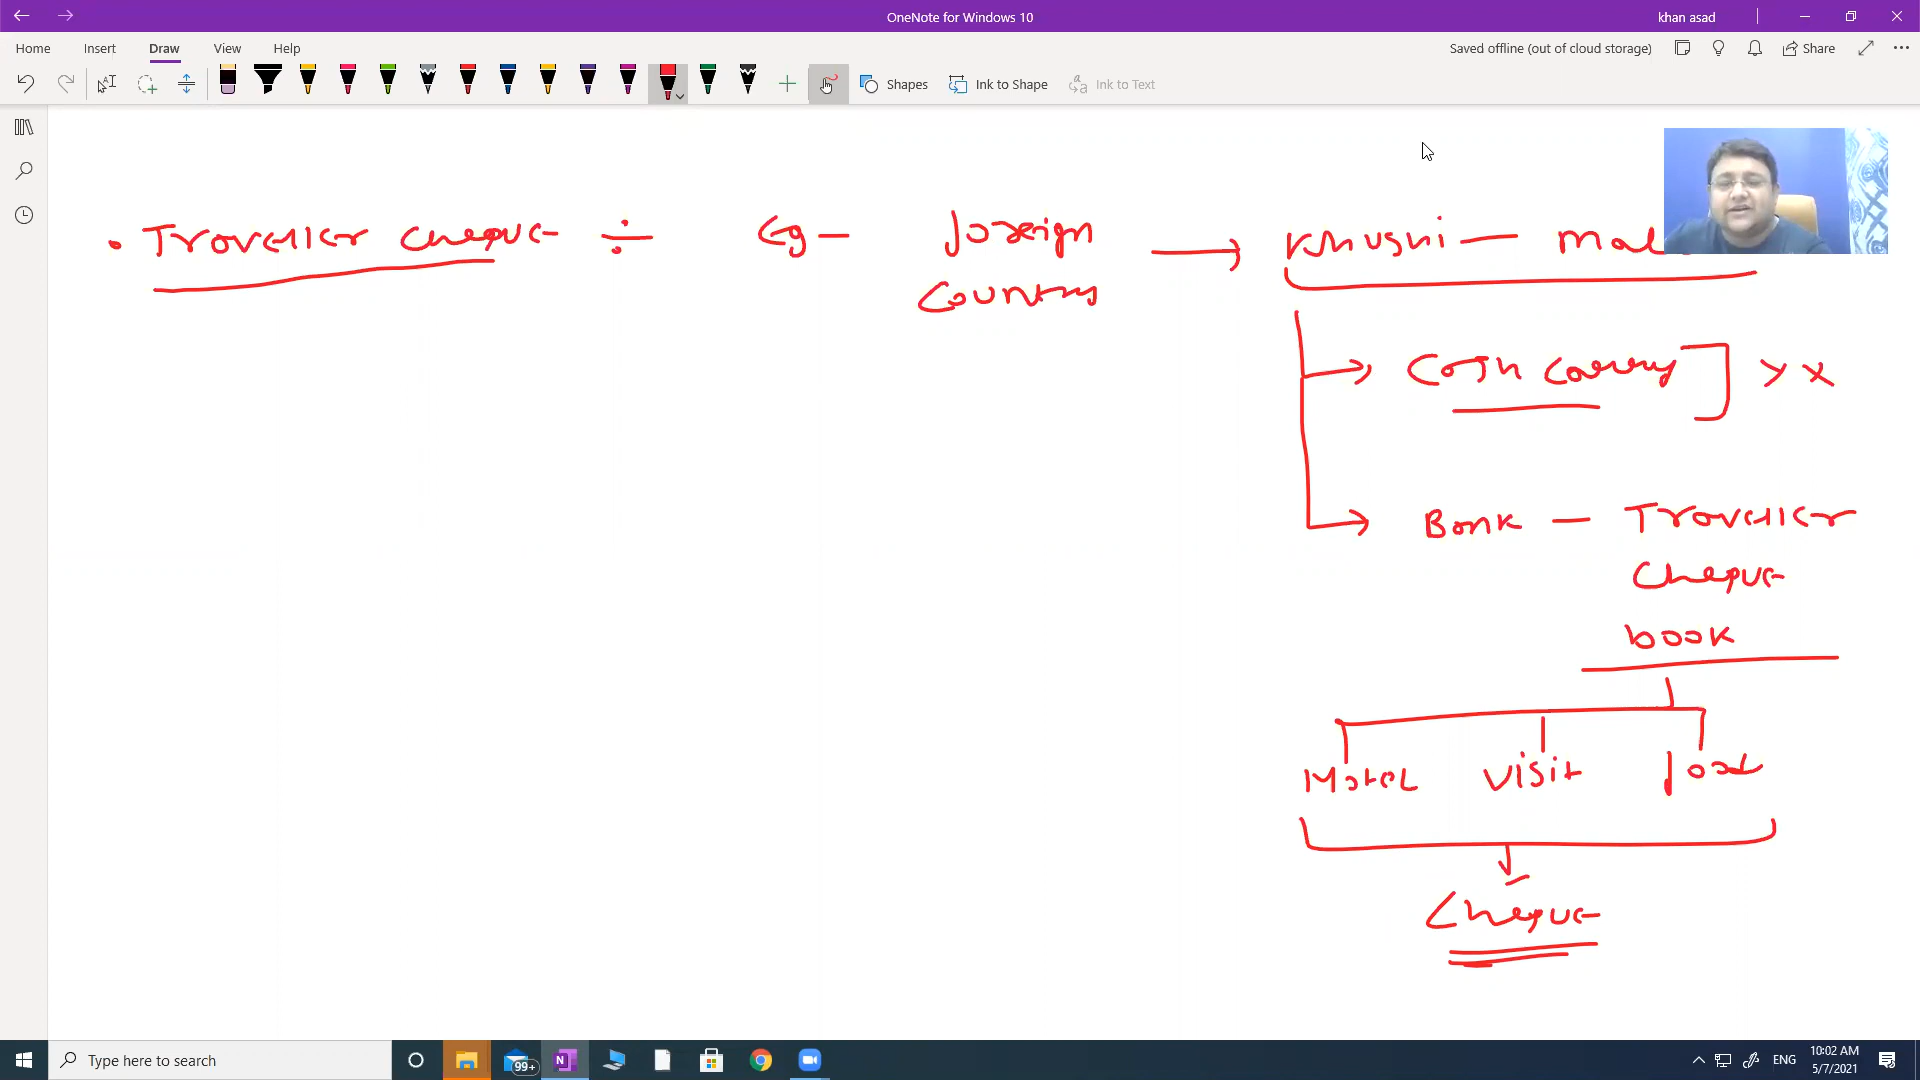 OneNote for Windows 10
khan asad
Home Insert Draw View Help
Saved offline (out of cloud storage)
Share
Shapes
Ink to Shape
Ink to Text
• Traveller cheque ÷ Eg – foreign → Khushi –
Country
→ Cash Carry ] x x
→ Bank – Traveller
Cheque
book
Hotel Visit food
Cheque
Type here to search
99+
ENG
10:02 AM
5/7/2021